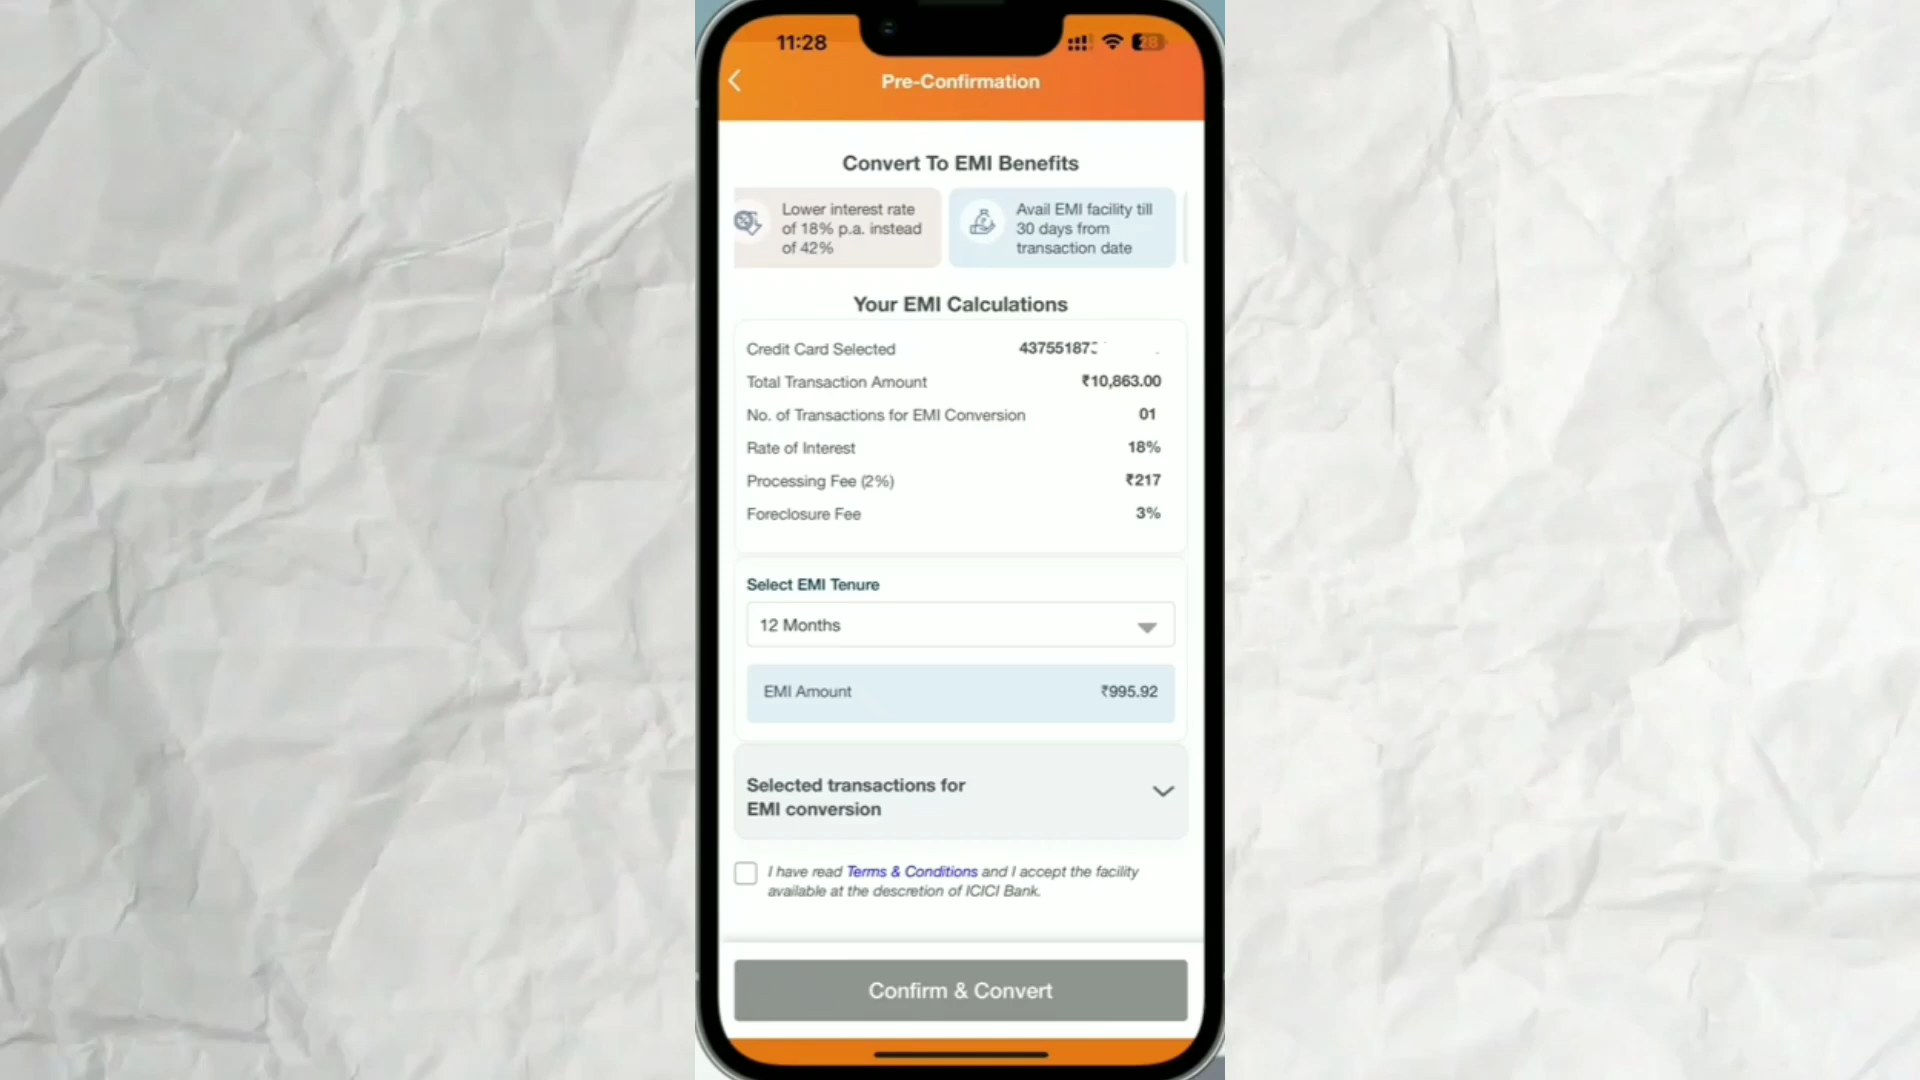 11:28
28
Pre-Confirmation
Convert To EMI Benefits
Lower interest rate
of 18% p.a. instead
of 42%
Avail EMI facility till
30 days from
transaction date
Your EMI Calculations
Credit Card Selected 437551873
Total Transaction Amount ₹10,863.00
No. of Transactions for EMI Conversion 01
Rate of Interest 18%
Processing Fee (2%) ₹217
Foreclosure Fee 3%
Select EMI Tenure
12 Months
EMI Amount ₹995.92
Selected transactions for
EMI conversion
I have read Terms & Conditions and I accept the facility
available at the descretion of ICICI Bank.
Confirm & Convert